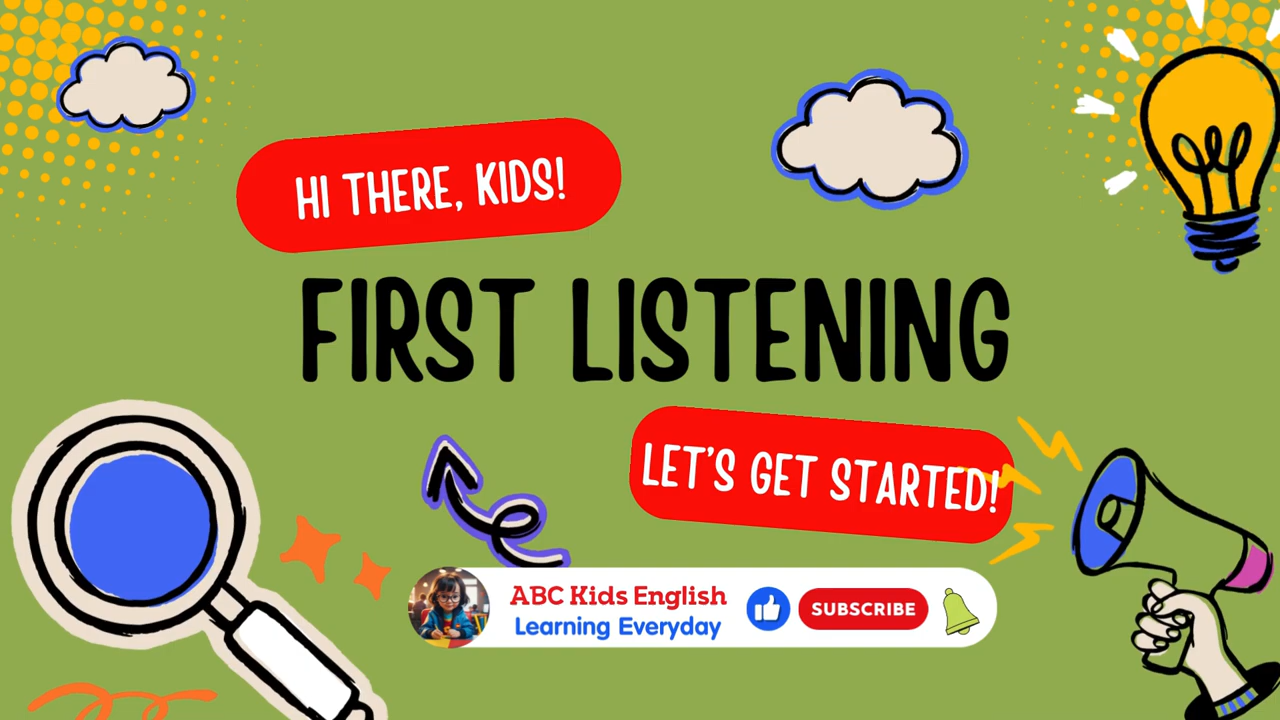 HI THERE, KIDS!
FIRST LISTENING
LET'S GET STARTED!
ABC Kids English
Learning Everyday
SUBSCRIBE